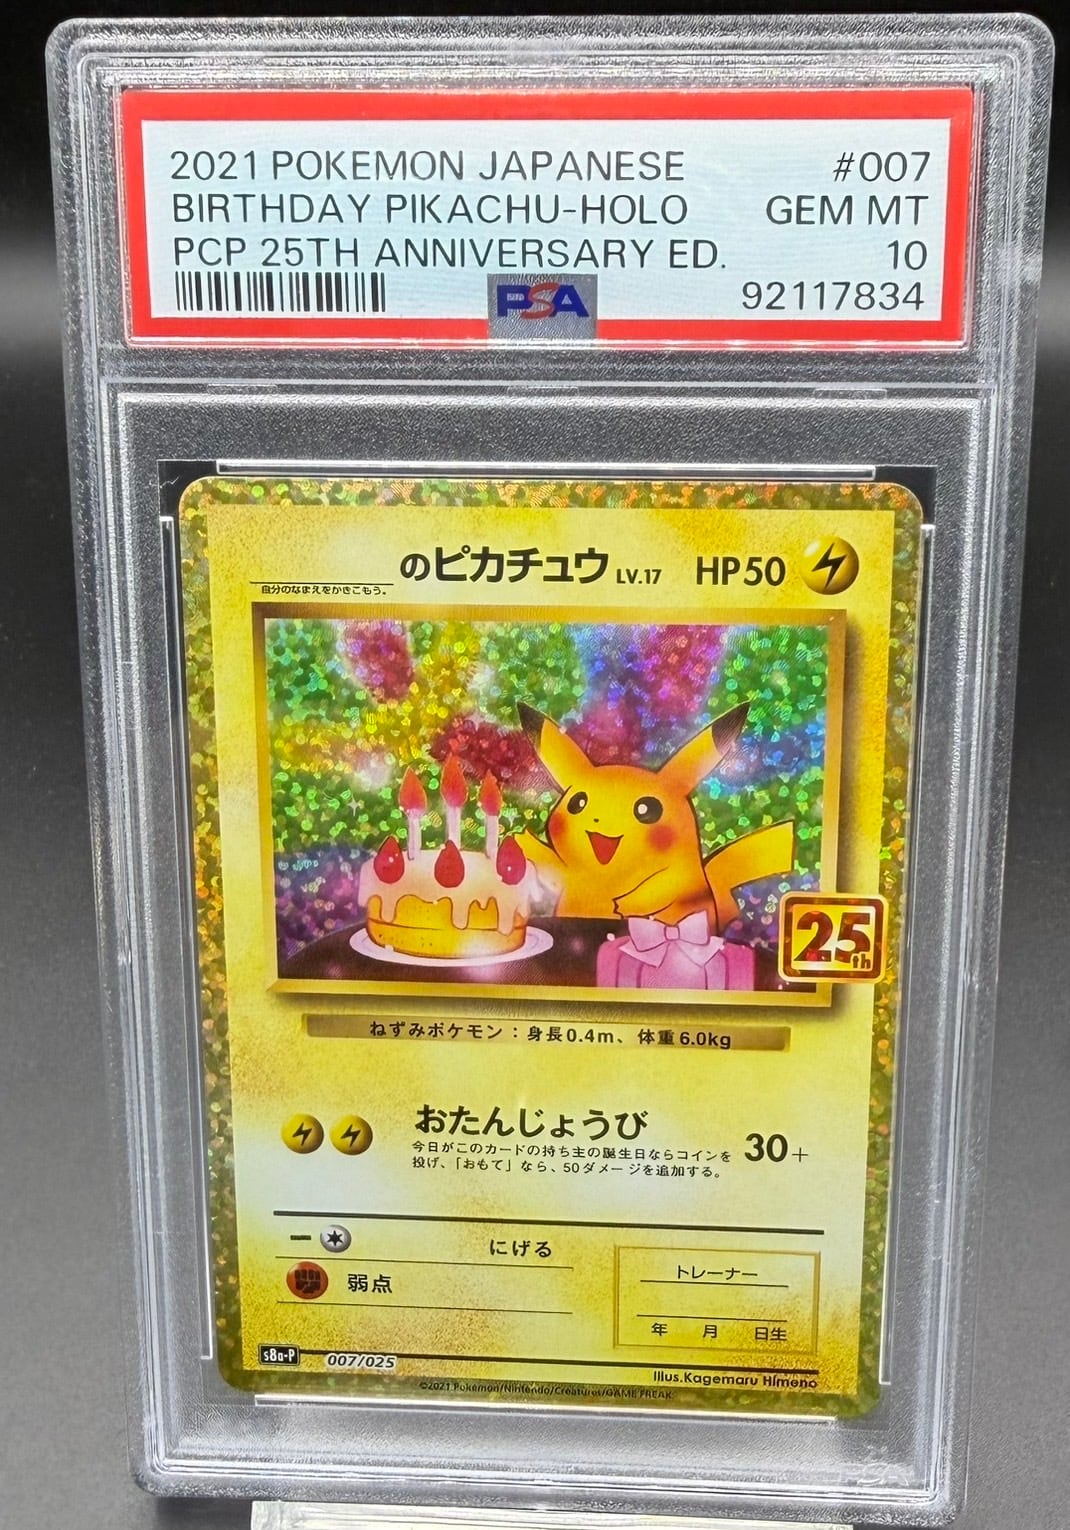 2021 POKEMON JAPANESE #007
BIRTHDAY PIKACHU-HOLO GEM MT
PCP 25TH ANNIVERSARY ED. 10
PSA 92117834
のピカチュウ LV.17 HP50
自分のなまえをかきこもう。
25th
ねずみポケモン：身長0.4m、体重6.0kg
おたんじょうび 30+
今日がこのカードの持ち主の誕生日ならコインを
投げ、「おもて」なら、50ダメージを追加する。
にげる
弱点
トレーナー
年 月 日生
s8a-P 007/025
Illus.Kagemaru Himeno
©2021 Pokémon/Nintendo/Creatures/GAME FREAK